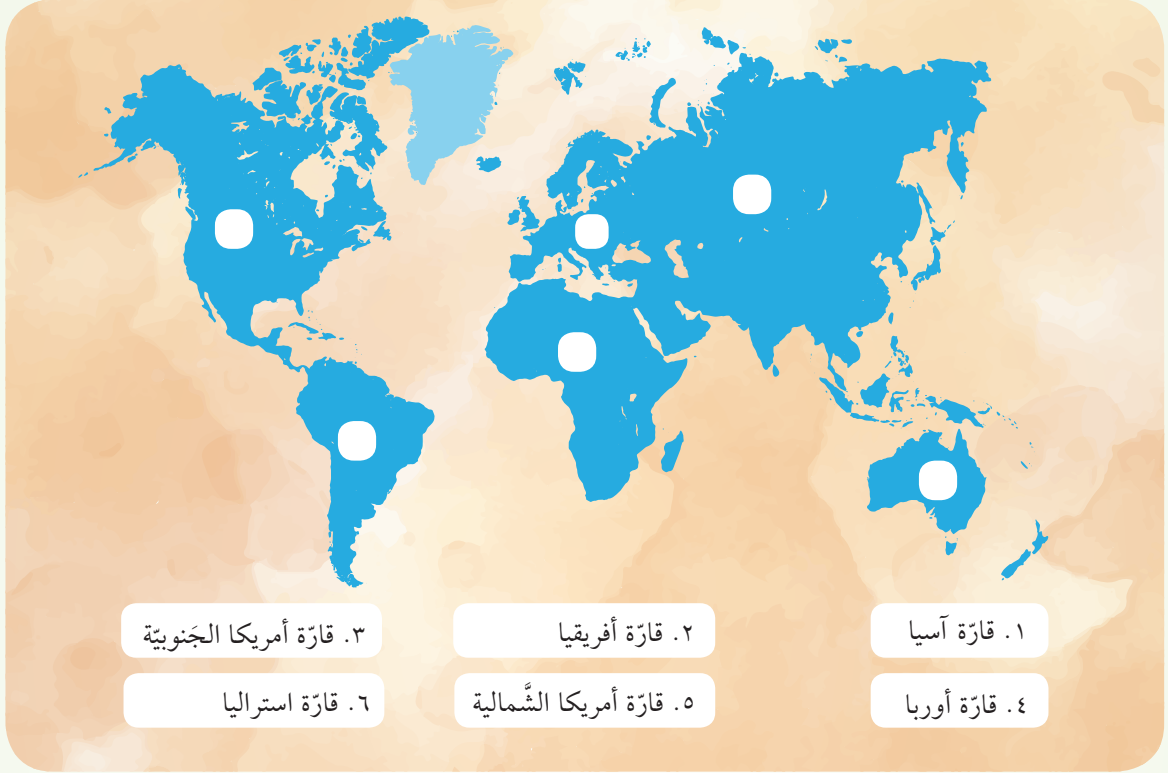 ١. قارّة آسيا
٢. قارّة أفريقيا
٣. قارّة أمريكا الجَنوبيّة
٤. قارّة أوربا
٥. قارّة أمريكا الشَّمالية
٦. قارّة استراليا